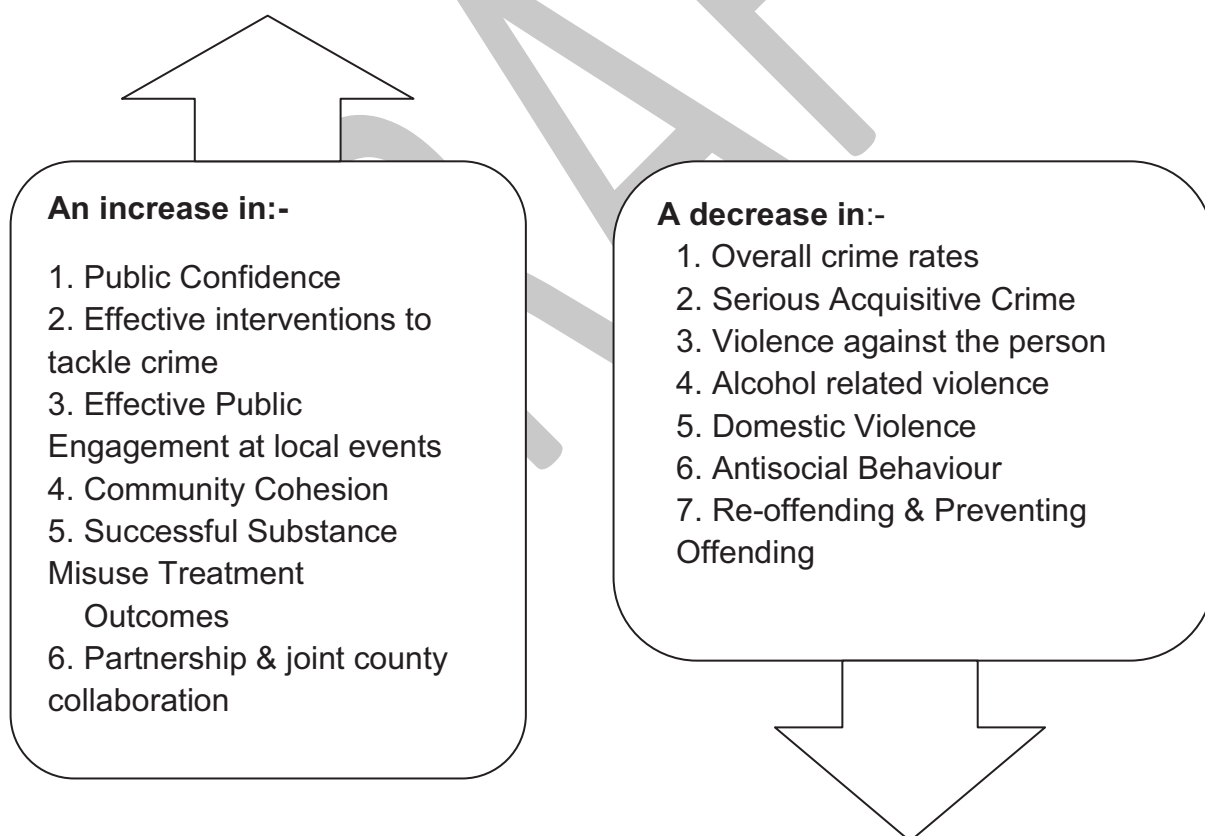 An increase in:-
1. Public Confidence
2. Effective interventions to
tackle crime
3. Effective Public
Engagement at local events
4. Community Cohesion
5. Successful Substance
Misuse Treatment
Outcomes
6. Partnership & joint county
collaboration
A decrease in:-
1. Overall crime rates
2. Serious Acquisitive Crime
3. Violence against the person
4. Alcohol related violence
5. Domestic Violence
6. Antisocial Behaviour
7. Re-offending & Preventing
Offending